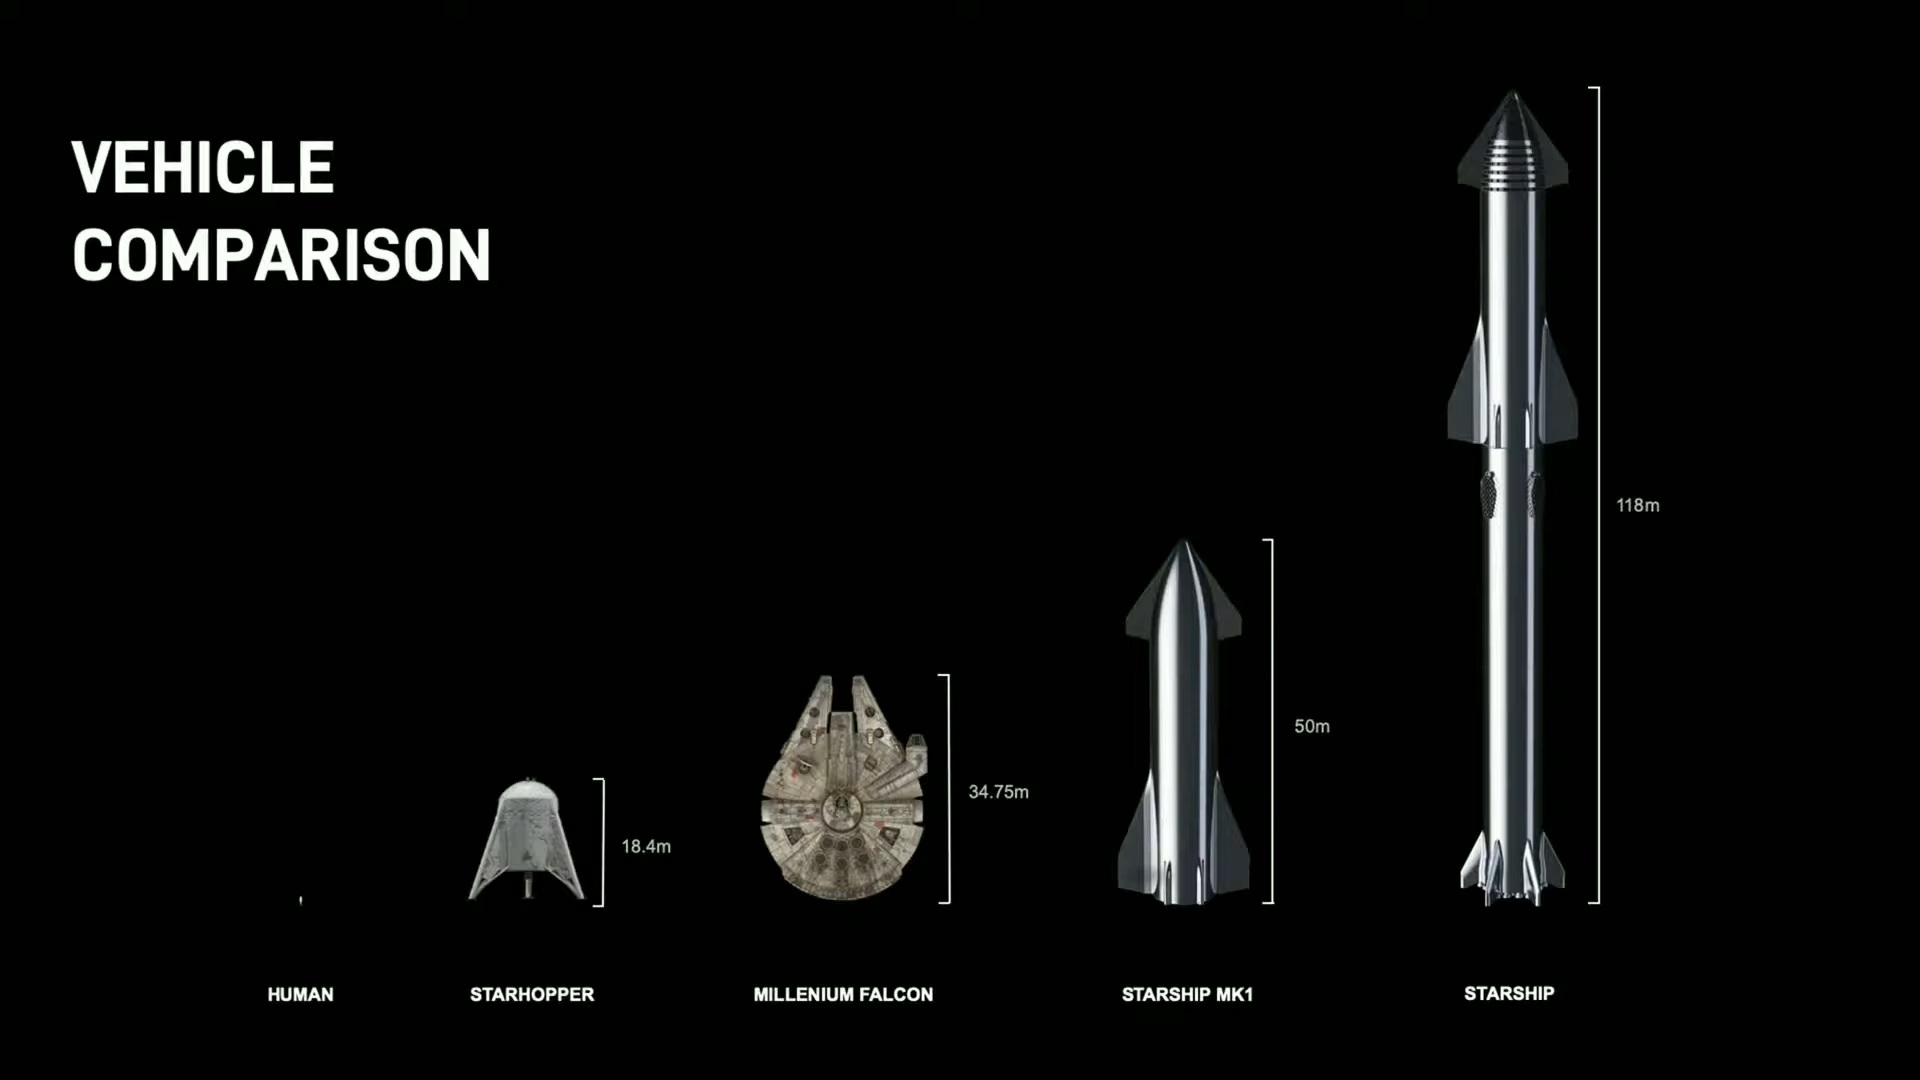 VEHICLE
COMPARISON
118m
50m
34.75m
18.4m
HUMAN
STARHOPPER
MILLENIUM FALCON
STARSHIP MK1
STARSHIP